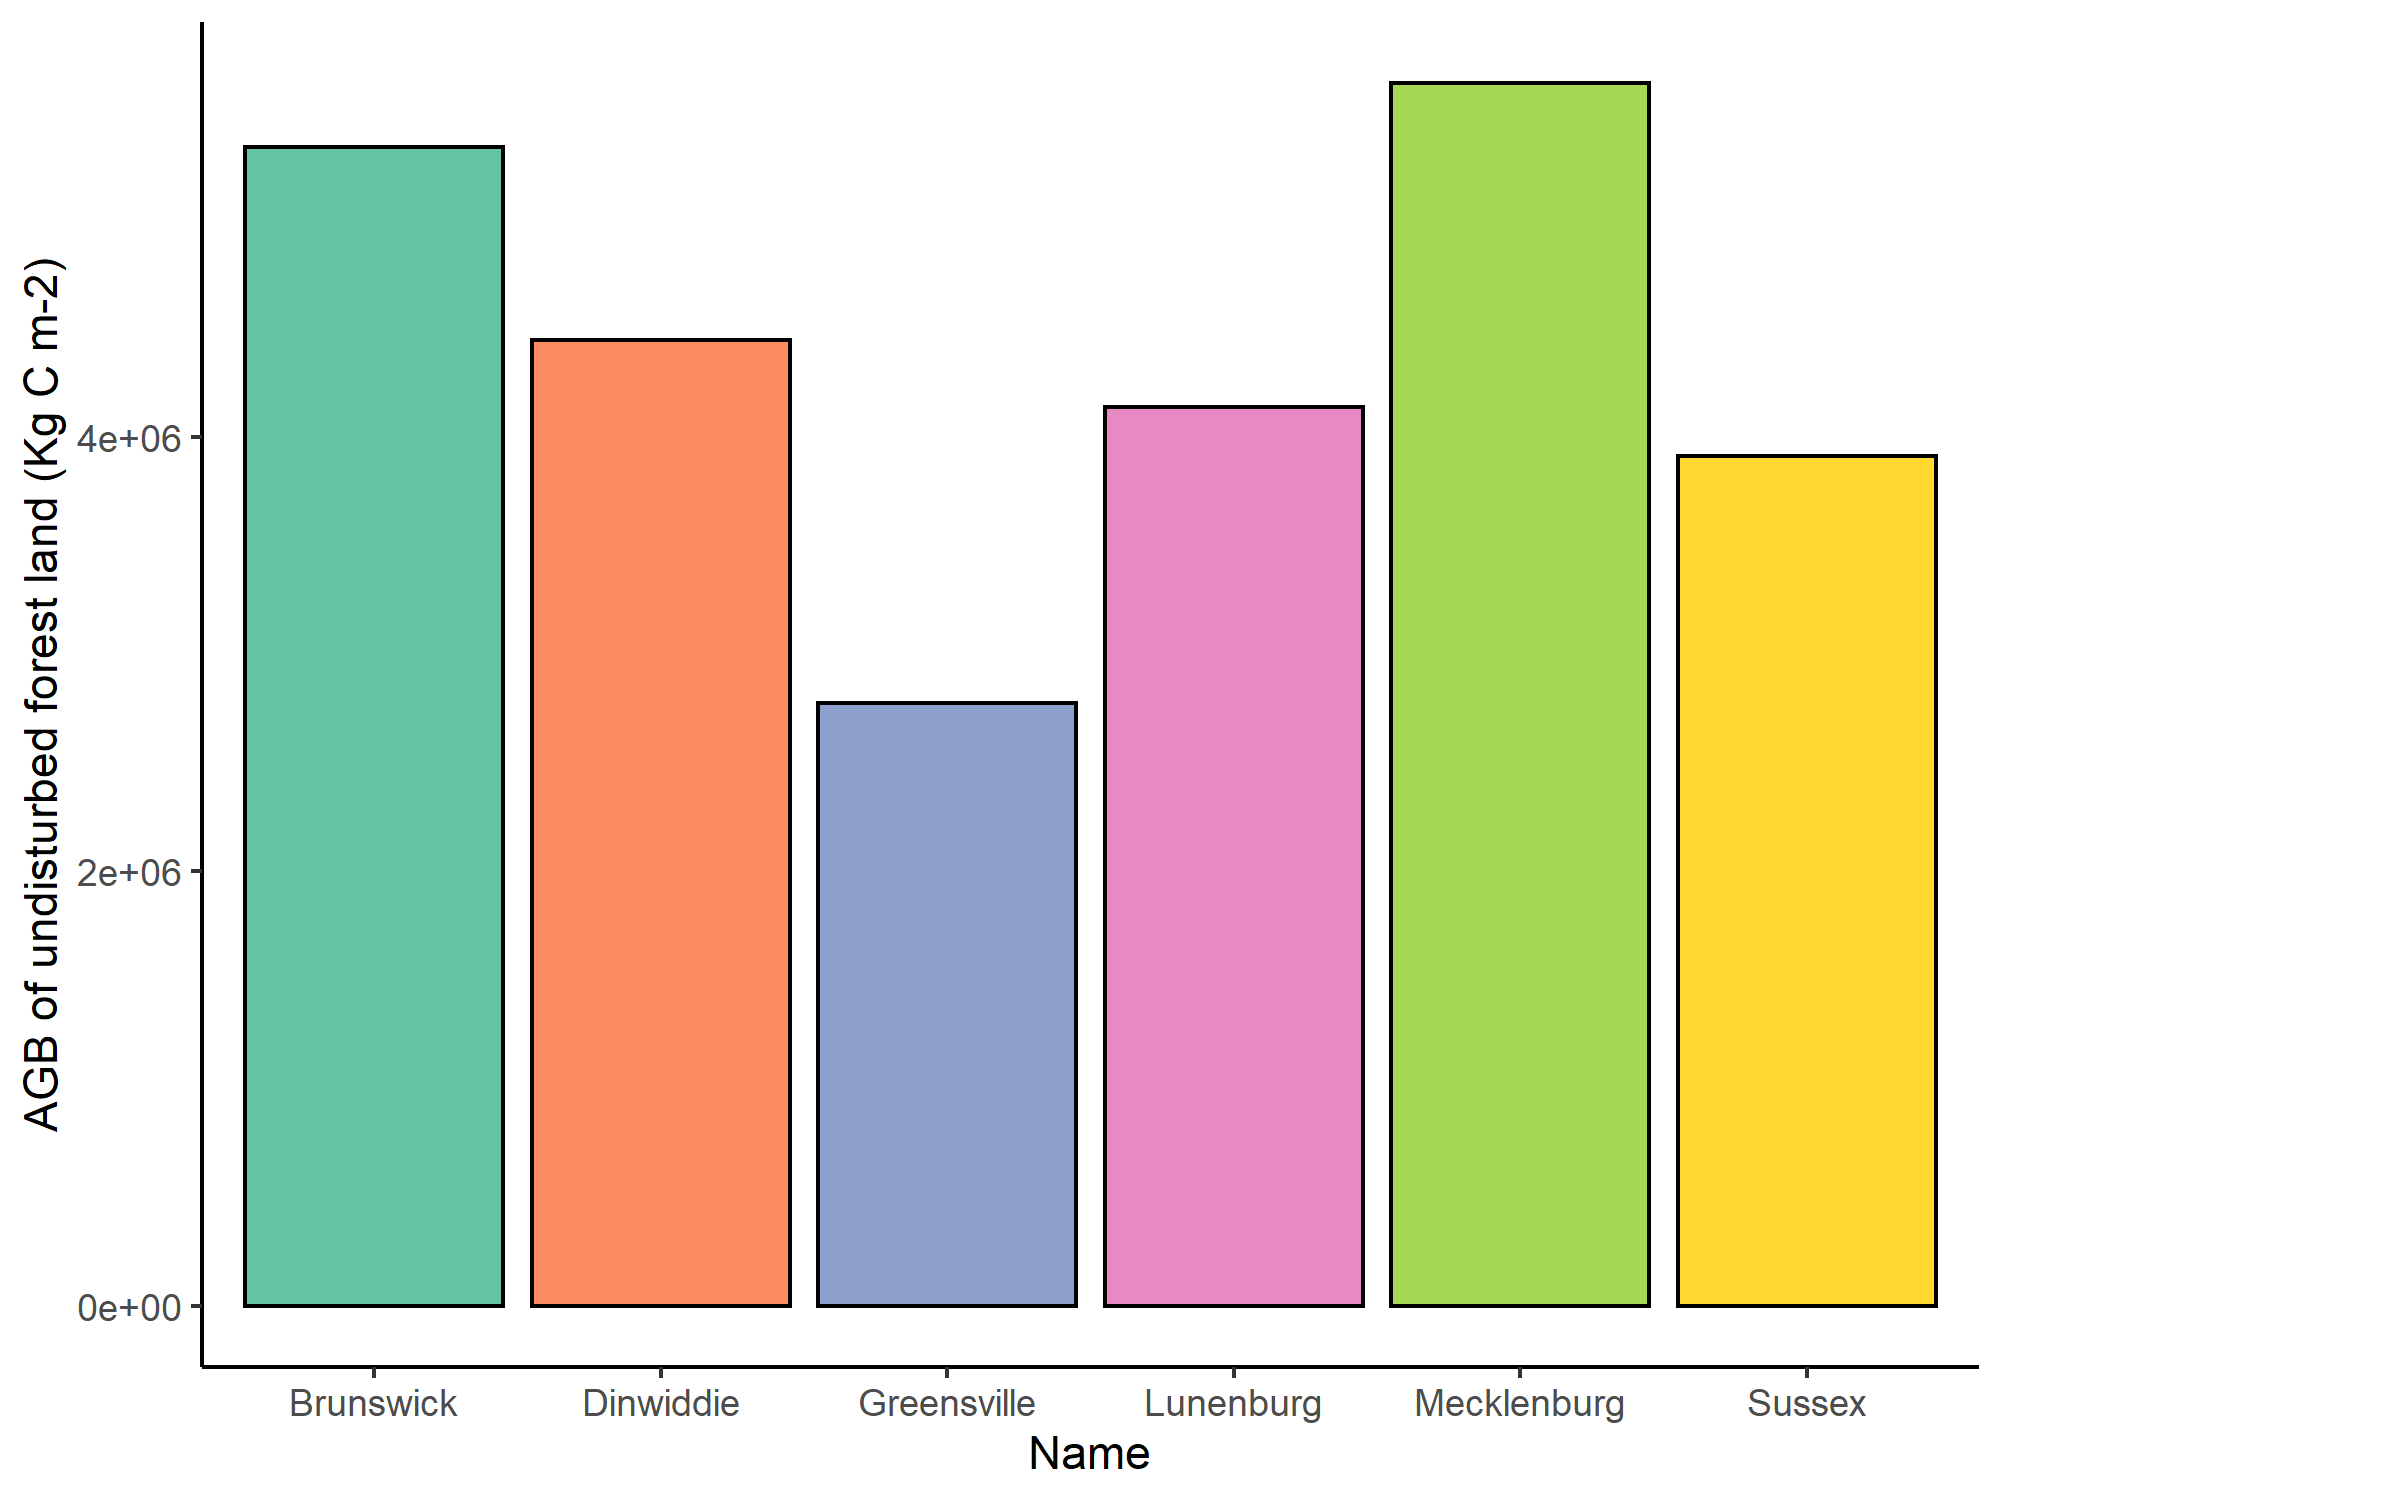 AGB of undisturbed forest land (Kg C m-2)
4e+06
2e+06
0e+00
Brunswick Dinwiddie Greensville Lunenburg Mecklenburg Sussex
Name